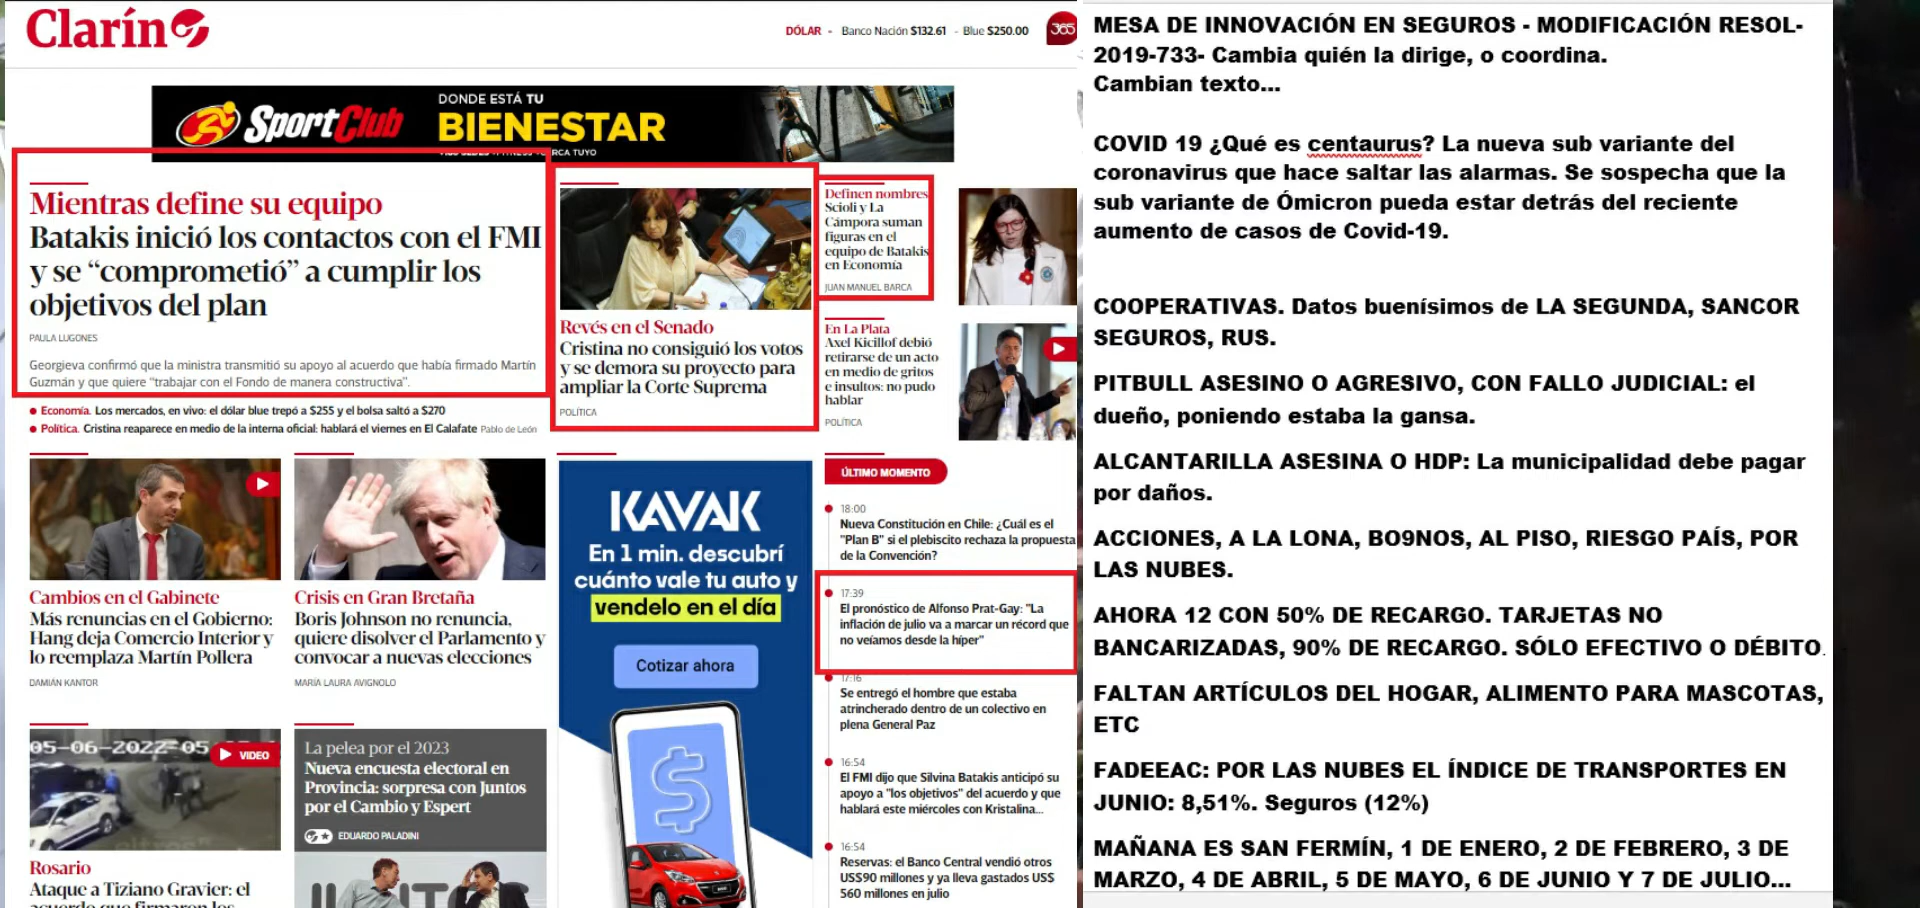 Clarín
DÓLAR - Banco Nación $132.61 - Blue $250.00
365
SportClub
DONDE ESTÁ TU
BIENESTAR
Mientras define su equipo
Batakis inició los contactos con el FMI
y se “comprometió” a cumplir los
objetivos del plan
PAULA LUGONES
Georgieva confirmó que la ministra transmitió su apoyo al acuerdo que había firmado Martín
Guzmán y que quiere “trabajar con el Fondo de manera constructiva”.
Economía. Los mercados, en vivo: el dólar blue trepó a $255 y el bolsa saltó a $270
Política. Cristina reaparece en medio de la interna oficial: hablará el viernes en El Calafate Pablo de León
Revés en el Senado
Cristina no consiguió los votos
y se demora su proyecto para
ampliar la Corte Suprema
POLÍTICA
Definen nombres
Scioli y La
Cámpora suman
figuras en el
equipo de Batakis
en Economía
JUAN MANUEL BARCA
En La Plata
Axel Kicillof debió
retirarse de un acto
en medio de gritos
e insultos: no pudo
hablar
POLÍTICA
Cambios en el Gabinete
Más renuncias en el Gobierno:
Hang deja Comercio Interior y
lo reemplaza Martín Pollera
DAMIÁN KANTOR
Crisis en Gran Bretaña
Boris Johnson no renuncia,
quiere disolver el Parlamento y
convocar a nuevas elecciones
MARÍA LAURA AVIGNOLO
05-06-2022
VIDEO
Rosario
Ataque a Tiziano Gravier: el
acuerdo que firmaron los
La pelea por el 2023
Nueva encuesta electoral en
Provincia: sorpresa con Juntos
por el Cambio y Espert
EDUARDO PALADINI
KAVAK
En 1 min. descubrí
cuánto vale tu auto y
vendelo en el día
Cotizar ahora
ÚLTIMO MOMENTO
18:00
Nueva Constitución en Chile: ¿Cuál es el
"Plan B" si el plebiscito rechaza la propuesta
de la Convención?
17:39
El pronóstico de Alfonso Prat-Gay: "La
inflación de julio va a marcar un récord que
no veíamos desde la híper"
17:16
Se entregó el hombre que estaba
atrincherado dentro de un colectivo en
plena General Paz
16:54
El FMI dijo que Silvina Batakis anticipó su
apoyo a "los objetivos" del acuerdo y que
hablará este miércoles con Kristalina...
16:54
Reservas: el Banco Central vendió otros
US$90 millones y ya lleva gastados US$
560 millones en julio
MESA DE INNOVACIÓN EN SEGUROS - MODIFICACIÓN RESOL-
2019-733- Cambia quién la dirige, o coordina.
Cambian texto...
COVID 19 ¿Qué es centaurus? La nueva sub variante del
coronavirus que hace saltar las alarmas. Se sospecha que la
sub variante de Ómicron pueda estar detrás del reciente
aumento de casos de Covid-19.
COOPERATIVAS. Datos buenísimos de LA SEGUNDA, SANCOR
SEGUROS, RUS.
PITBULL ASESINO O AGRESIVO, CON FALLO JUDICIAL: el
dueño, poniendo estaba la gansa.
ALCANTARILLA ASESINA O HDP: La municipalidad debe pagar
por daños.
ACCIONES, A LA LONA, BO9NOS, AL PISO, RIESGO PAÍS, POR
LAS NUBES.
AHORA 12 CON 50% DE RECARGO. TARJETAS NO
BANCARIZADAS, 90% DE RECARGO. SÓLO EFECTIVO O DÉBITO.
FALTAN ARTÍCULOS DEL HOGAR, ALIMENTO PARA MASCOTAS,
ETC
FADEEAC: POR LAS NUBES EL ÍNDICE DE TRANSPORTES EN
JUNIO: 8,51%. Seguros (12%)
MAÑANA ES SAN FERMÍN, 1 DE ENERO, 2 DE FEBRERO, 3 DE
MARZO, 4 DE ABRIL, 5 DE MAYO, 6 DE JUNIO Y 7 DE JULIO...